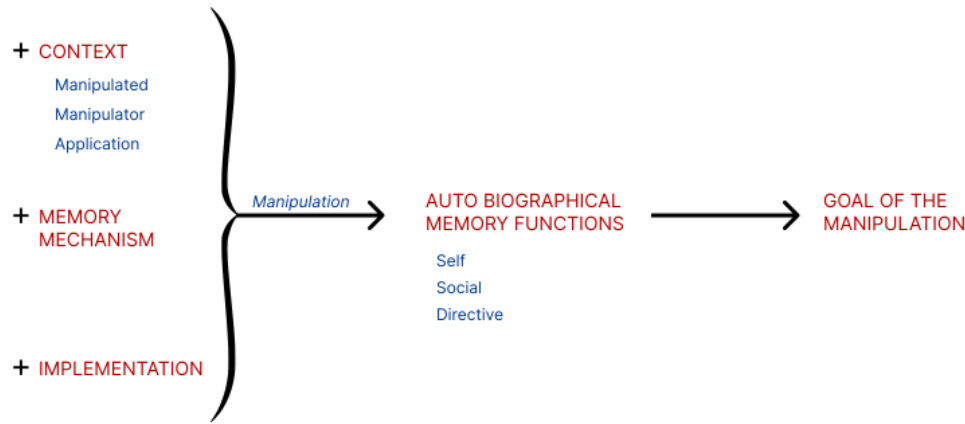 + CONTEXT
Manipulated
Manipulator
Application
+ MEMORY
MECHANISM
+ IMPLEMENTATION
Manipulation
AUTO BIOGRAPHICAL
MEMORY FUNCTIONS
Self
Social
Directive
GOAL OF THE
MANIPULATION